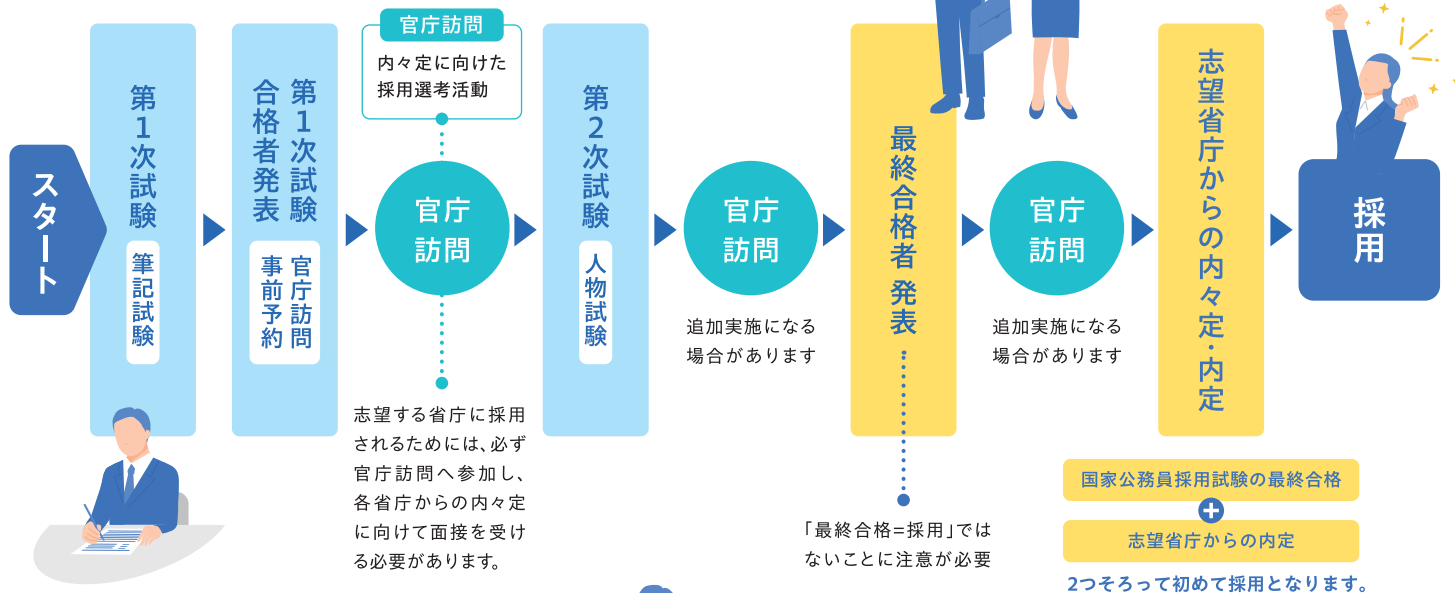 スタート
第1次試験
筆記試験
第1次試験
合格者発表
官庁訪問
事前予約
官庁訪問
内々定に向けた
採用選考活動
官庁
訪問
志望する省庁に採用
されるためには、必ず
官庁訪問へ参加し、
各省庁からの内々定
に向けて面接を受け
る必要があります。
第2次試験
人物試験
官庁
訪問
追加実施になる
場合があります
最終合格者 発表
「最終合格=採用」では
ないことに注意が必要
官庁
訪問
追加実施になる
場合があります
志望省庁からの内々定・内定
採用
国家公務員採用試験の最終合格
+
志望省庁からの内定
2つそろって初めて採用となります。